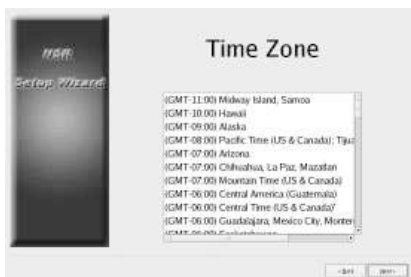 Setup Wizard
Time Zone
(GMT-11:00) Midway Island, Samoa
(GMT-10:00) Hawaii
(GMT-09:00) Alaska
(GMT-08:00) Pacific Time (US & Canada); Tijua
(GMT-07:00) Arizona
(GMT-07:00) Chihuahua, La Paz, Mazatlan
(GMT-07:00) Mountain Time (US & Canada)
(GMT-06:00) Central America (Guatemala)
(GMT-06:00) Central Time (US & Canada)
(GMT-06:00) Guadalajara, Mexico City, Monter